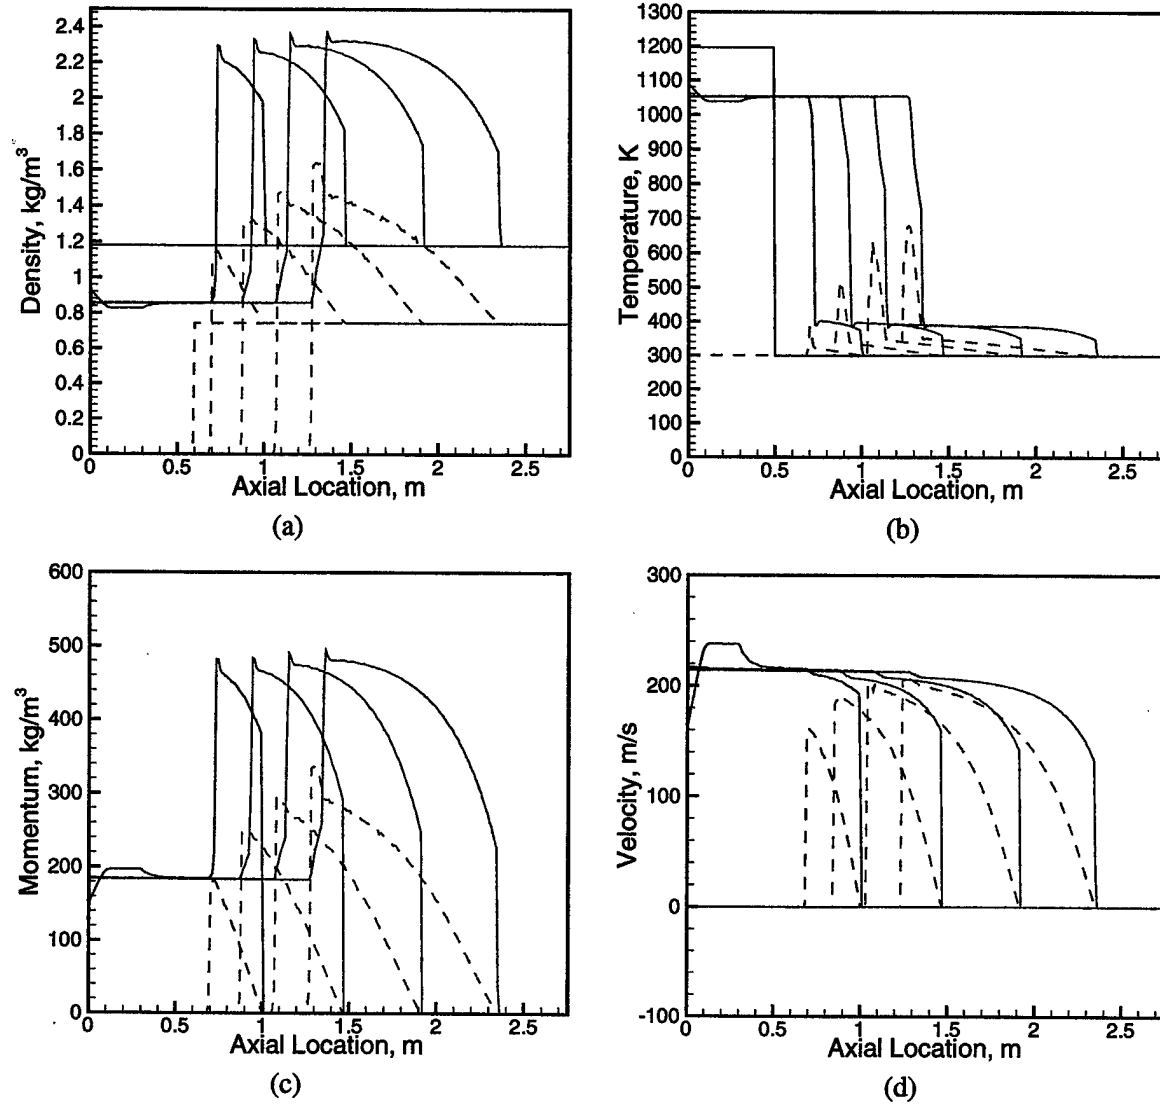 2.4
2.2
2
1.8
1.6
1.4
1.2
1
0.8
0.6
0.4
0.2
0
Density, kg/m³
0 0.5 1 1.5 2 2.5
Axial Location, m
(a)
1300
1200
1100
1000
900
800
700
600
500
400
300
200
100
0
Temperature, K
0 0.5 1 1.5 2 2.5
Axial Location, m
(b)
600
500
400
300
200
100
0
Momentum, kg/m³
0 0.5 1 1.5 2 2.5
Axial Location, m
(c)
300
200
100
0
-100
Velocity, m/s
0 0.5 1 1.5 2 2.5
Axial Location, m
(d)